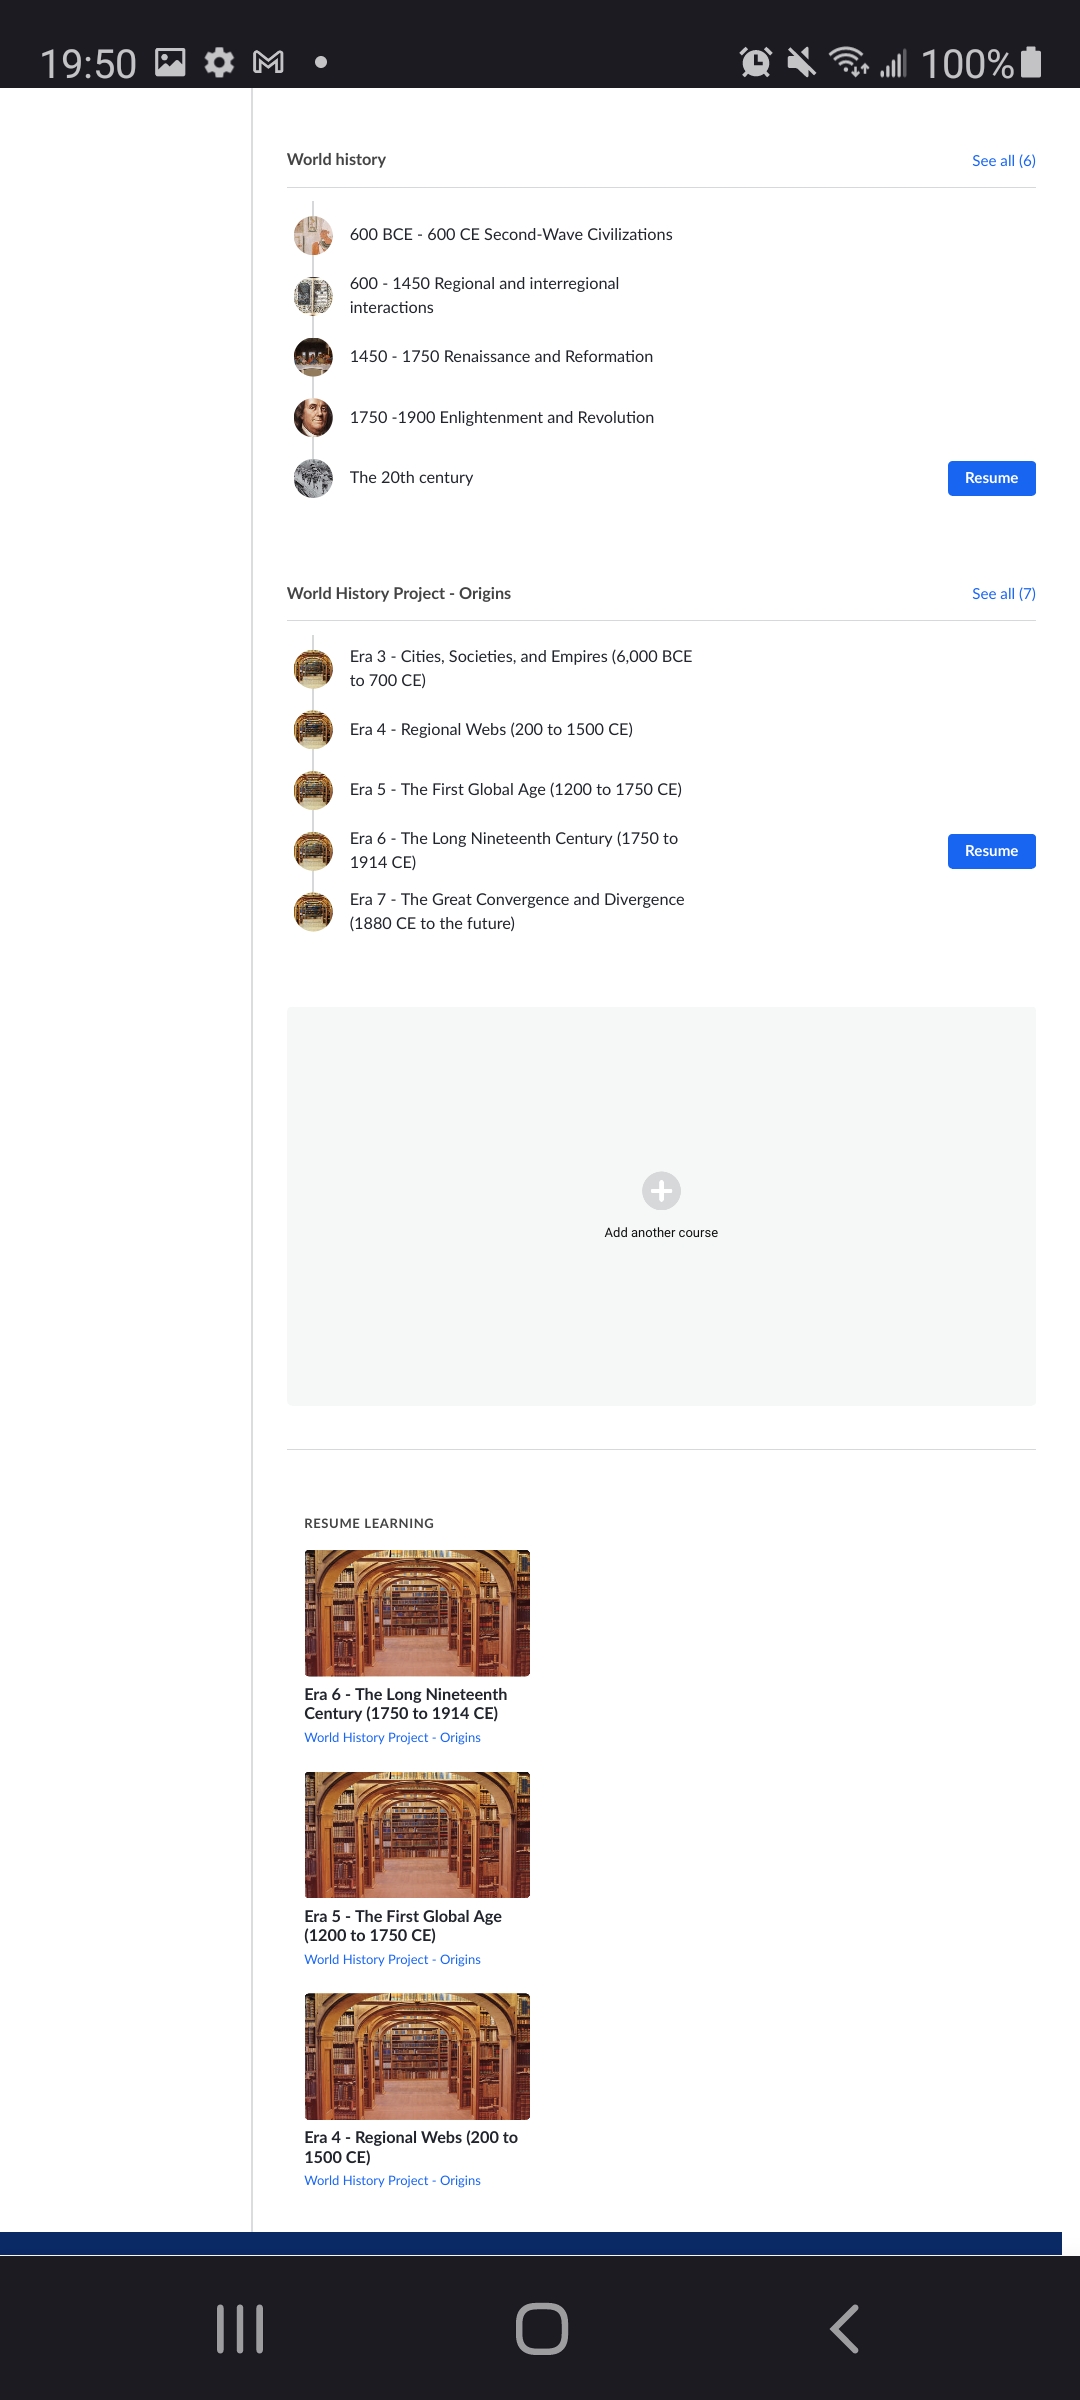 19:50
100%
World history
See all (6)
600 BCE - 600 CE Second-Wave Civilizations
600 - 1450 Regional and interregional
interactions
1450 - 1750 Renaissance and Reformation
1750 -1900 Enlightenment and Revolution
The 20th century
Resume
World History Project - Origins
See all (7)
Era 3 - Cities, Societies, and Empires (6,000 BCE
to 700 CE)
Era 4 - Regional Webs (200 to 1500 CE)
Era 5 - The First Global Age (1200 to 1750 CE)
Era 6 - The Long Nineteenth Century (1750 to
1914 CE)
Resume
Era 7 - The Great Convergence and Divergence
(1880 CE to the future)
Add another course
RESUME LEARNING
Era 6 - The Long Nineteenth
Century (1750 to 1914 CE)
World History Project - Origins
Era 5 - The First Global Age
(1200 to 1750 CE)
World History Project - Origins
Era 4 - Regional Webs (200 to
1500 CE)
World History Project - Origins